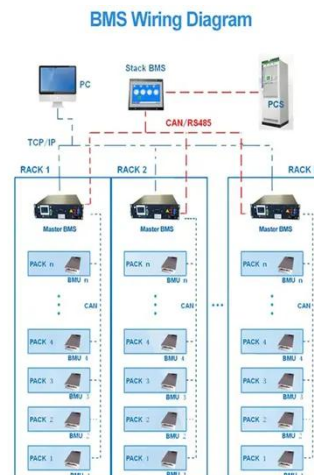 BMS Wiring Diagram
Stack BMS
PC
PCS
CAN/RS485
TCP/IP
RACK 1
RACK 2
RACK
Master BMS
Master BMS
Master BMS
PACK n
PACK n
PACK n
BMU n
BMU n
BMU n
CAN
CAN
CAN
PACK 4
PACK 4
PACK 4
BMU 4
BMU 4
BMU 4
PACK 3
PACK 3
PACK 3
BMU 3
BMU 3
BMU 3
PACK 2
PACK 2
PACK 2
BMU 2
BMU 2
BMU 2
PACK 1
PACK 1
PACK 1